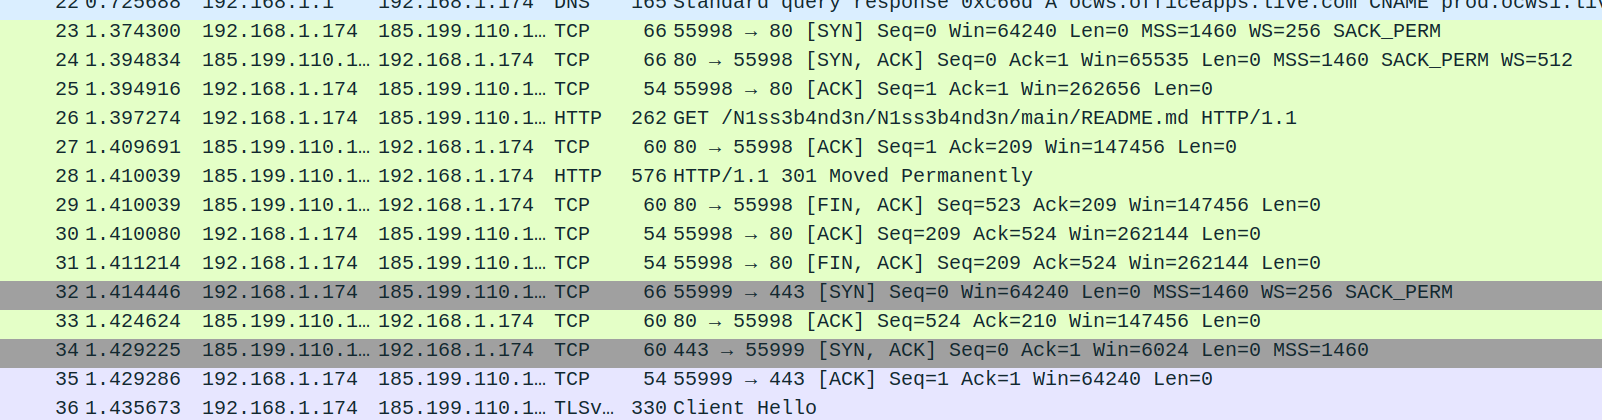 22 0.725688 192.168.1.1 192.168.1.174 DNS 165 Standard query response 0xc66d A ocws.officeapps.live.com CNAME prod.ocws1.liv
23 1.374300 192.168.1.174 185.199.110.1… TCP 66 55998 → 80 [SYN] Seq=0 Win=64240 Len=0 MSS=1460 WS=256 SACK_PERM
24 1.394834 185.199.110.1… 192.168.1.174 TCP 66 80 → 55998 [SYN, ACK] Seq=0 Ack=1 Win=65535 Len=0 MSS=1460 SACK_PERM WS=512
25 1.394916 192.168.1.174 185.199.110.1… TCP 54 55998 → 80 [ACK] Seq=1 Ack=1 Win=262656 Len=0
26 1.397274 192.168.1.174 185.199.110.1… HTTP 262 GET /N1ss3b4nd3n/N1ss3b4nd3n/main/README.md HTTP/1.1
27 1.409691 185.199.110.1… 192.168.1.174 TCP 60 80 → 55998 [ACK] Seq=1 Ack=209 Win=147456 Len=0
28 1.410039 185.199.110.1… 192.168.1.174 HTTP 576 HTTP/1.1 301 Moved Permanently
29 1.410039 185.199.110.1… 192.168.1.174 TCP 60 80 → 55998 [FIN, ACK] Seq=523 Ack=209 Win=147456 Len=0
30 1.410080 192.168.1.174 185.199.110.1… TCP 54 55998 → 80 [ACK] Seq=209 Ack=524 Win=262144 Len=0
31 1.411214 192.168.1.174 185.199.110.1… TCP 54 55998 → 80 [FIN, ACK] Seq=209 Ack=524 Win=262144 Len=0
32 1.414446 192.168.1.174 185.199.110.1… TCP 66 55999 → 443 [SYN] Seq=0 Win=64240 Len=0 MSS=1460 WS=256 SACK_PERM
33 1.424624 185.199.110.1… 192.168.1.174 TCP 60 80 → 55998 [ACK] Seq=524 Ack=210 Win=147456 Len=0
34 1.429225 185.199.110.1… 192.168.1.174 TCP 60 443 → 55999 [SYN, ACK] Seq=0 Ack=1 Win=6024 Len=0 MSS=1460
35 1.429286 192.168.1.174 185.199.110.1… TCP 54 55999 → 443 [ACK] Seq=1 Ack=1 Win=64240 Len=0
36 1.435673 192.168.1.174 185.199.110.1… TLSv… 330 Client Hello